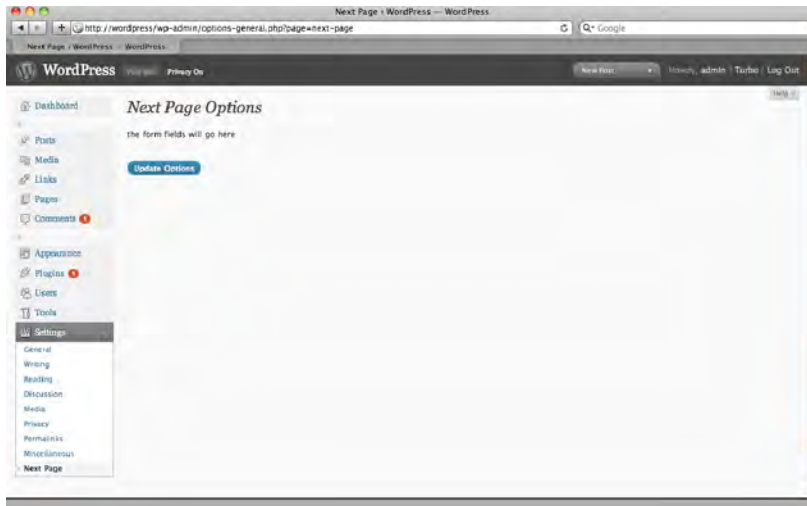 Next Page ‹ WordPress — WordPress
http://wordpress/wp-admin/options-general.php?page=next-page
Google
Next Page ‹ WordPress — WordPress
WordPress Privacy On New Post Howdy, admin | Turbo | Log Out
Help
Dashboard
Next Page Options
the form fields will go here
Update Options
Posts
Media
Links
Pages
Comments 1
Appearance
Plugins 1
Users
Tools
Settings
General
Writing
Reading
Discussion
Media
Privacy
Permalinks
Miscellaneous
Next Page